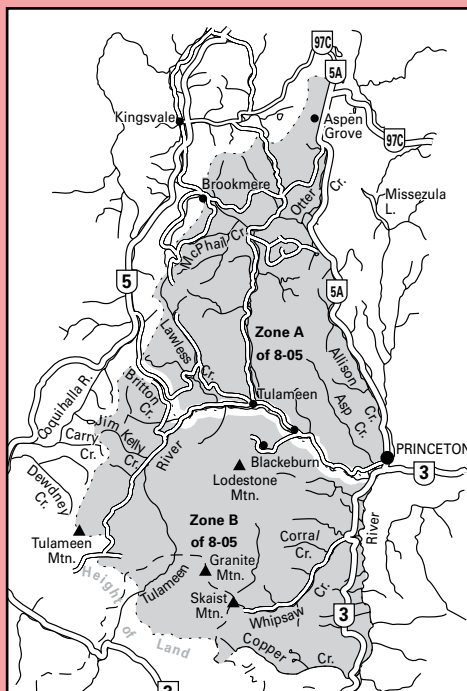 97C
5A
Kingsvale
Aspen
Grove
97C
Brookmere
Otter Cr.
Missezula
L.
McPhail Cr.
5
5A
Lawless Cr.
Zone A
of 8-05
Allison Cr.
Coquihalla R.
Britton
Cr.
Tulameen
Asp Cr.
Jim Kelly
Cr.
Carry
Cr.
River
PRINCETON
Blackeburn
3
Lodestone
Mtn.
Dewdney
Cr.
Zone B
of 8-05
River
Corral
Cr.
Tulameen
Mtn.
Granite
Mtn.
Tulameen
Height of Land
Skaist
Mtn.
Whipsaw Cr.
3
Copper Cr.
3